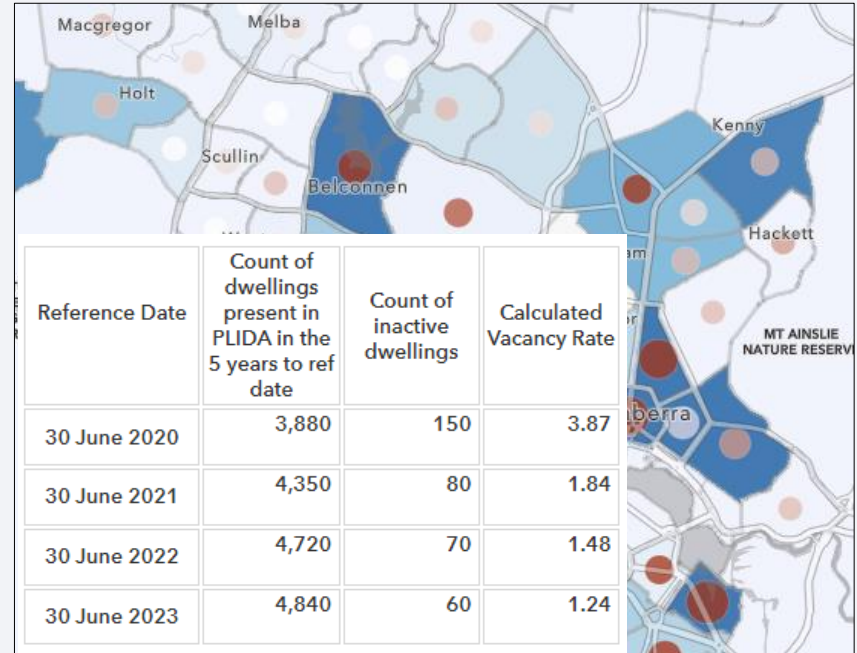 Macgregor
Melba
Holt
Kenny
Scullin
Belconnen
Hackett
MT AINSLIE
NATURE RESERV
berra
Reference Date
Count of
dwellings
present in
PLIDA in the
5 years to ref
date
Count of
inactive
dwellings
Calculated
Vacancy Rate
30 June 2020 3,880 150 3.87
30 June 2021 4,350 80 1.84
30 June 2022 4,720 70 1.48
30 June 2023 4,840 60 1.24